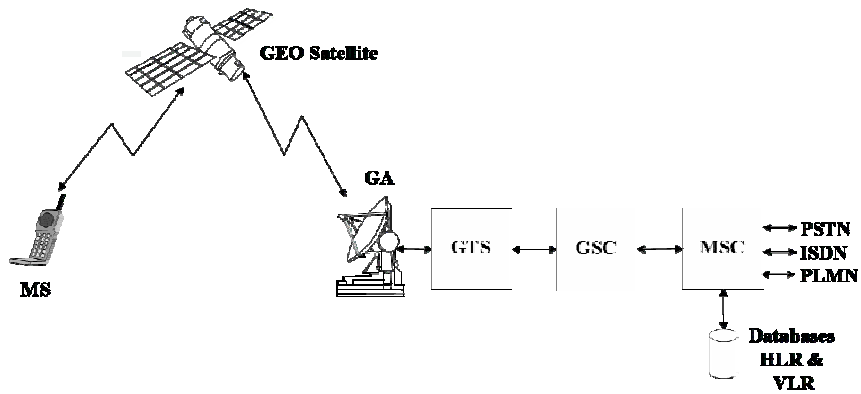 GEO Satellite
GA
MS
GTS
GSC
MSC
PSTN
ISDN
PLMN
Databases
HLR &
VLR